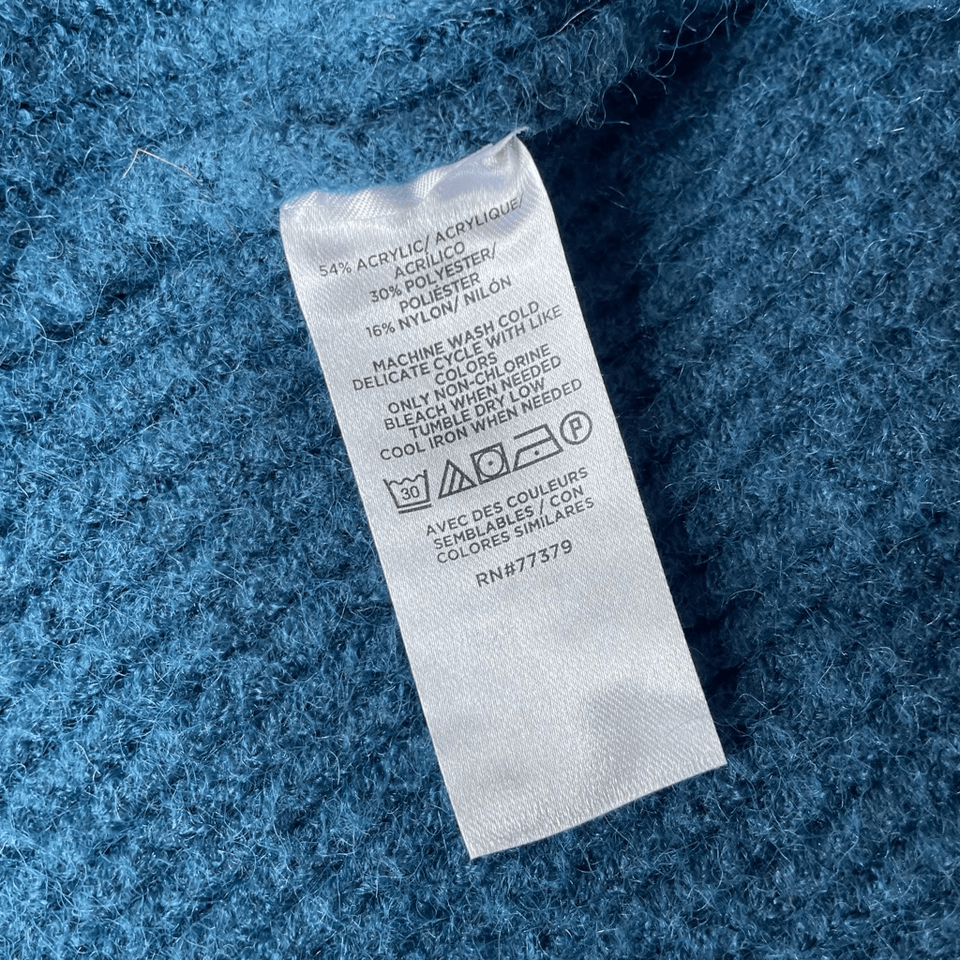 54% ACRYLIC/ ACRYLIQUE/
ACRÍLICO
30% POLYESTER/
POLIÉSTER
16% NYLON/ NILÓN
MACHINE WASH COLD
DELICATE CYCLE WITH LIKE
COLORS
ONLY NON-CHLORINE
BLEACH WHEN NEEDED
TUMBLE DRY LOW
COOL IRON WHEN NEEDED
30 P
AVEC DES COULEURS
SEMBLABLES / CON
COLORES SIMILARES
RN#77379